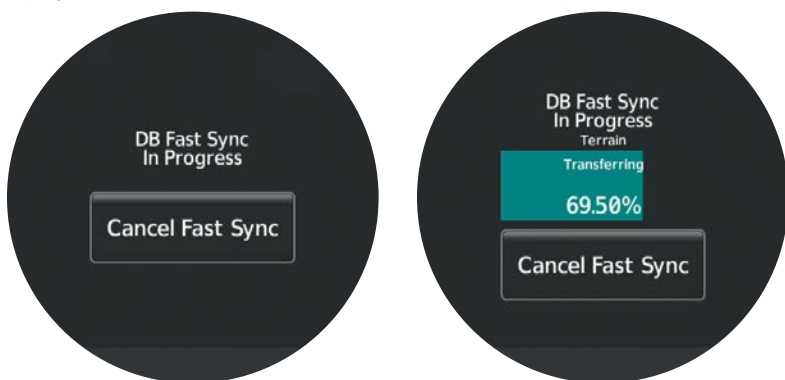 DB Fast Sync
In Progress
Cancel Fast Sync
DB Fast Sync
In Progress
Terrain
Transferring
69.50%
Cancel Fast Sync